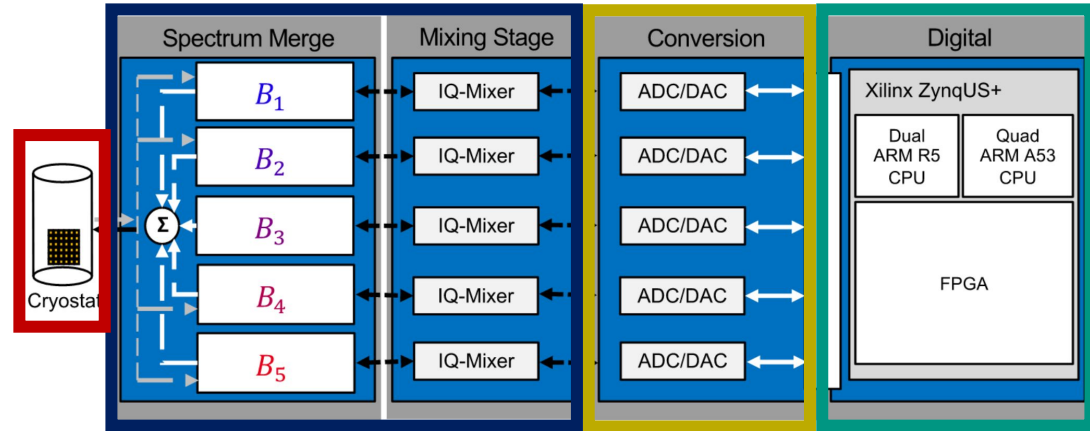 Spectrum Merge
Mixing Stage
Conversion
Digital
B₁
IQ-Mixer
ADC/DAC
B₂
IQ-Mixer
ADC/DAC
B₃
IQ-Mixer
ADC/DAC
B₄
IQ-Mixer
ADC/DAC
B₅
IQ-Mixer
ADC/DAC
Σ
Cryostat
Xilinx ZynqUS+
Dual
ARM R5
CPU
Quad
ARM A53
CPU
FPGA